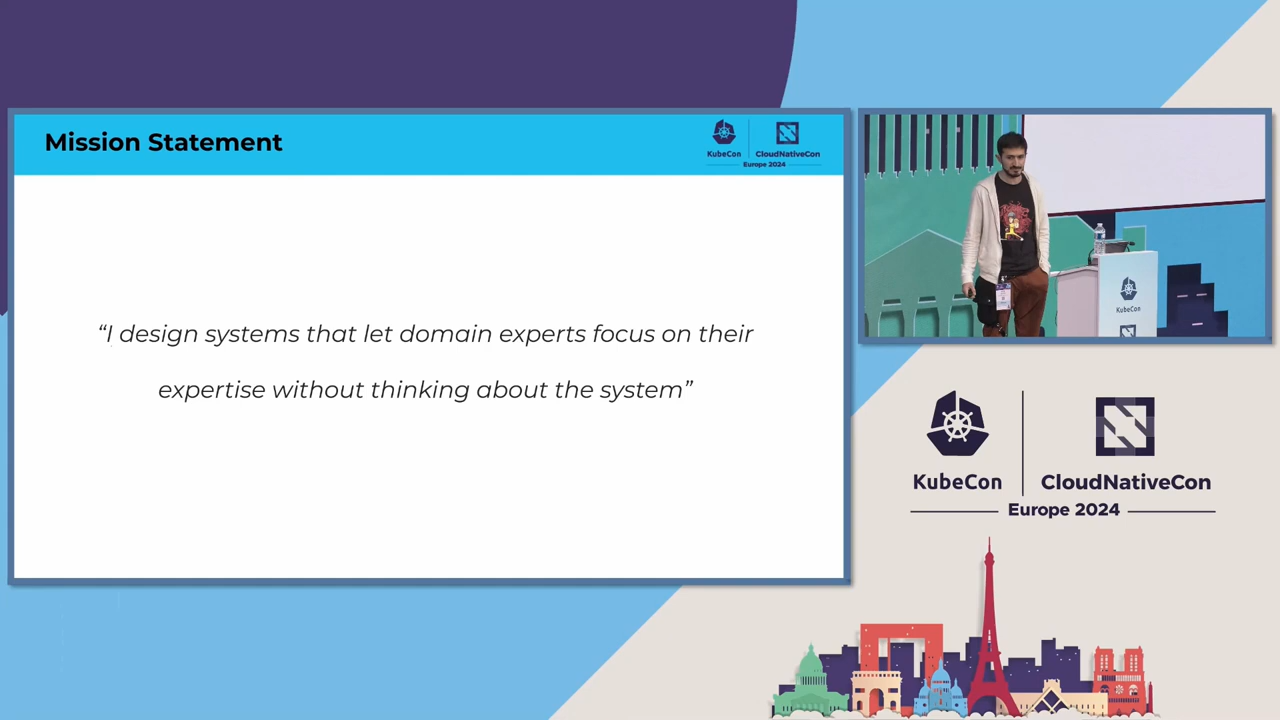 Mission Statement
KubeCon
CloudNativeCon
Europe 2024
“I design systems that let domain experts focus on their
expertise without thinking about the system”
KubeCon
KubeCon
CloudNativeCon
Europe 2024